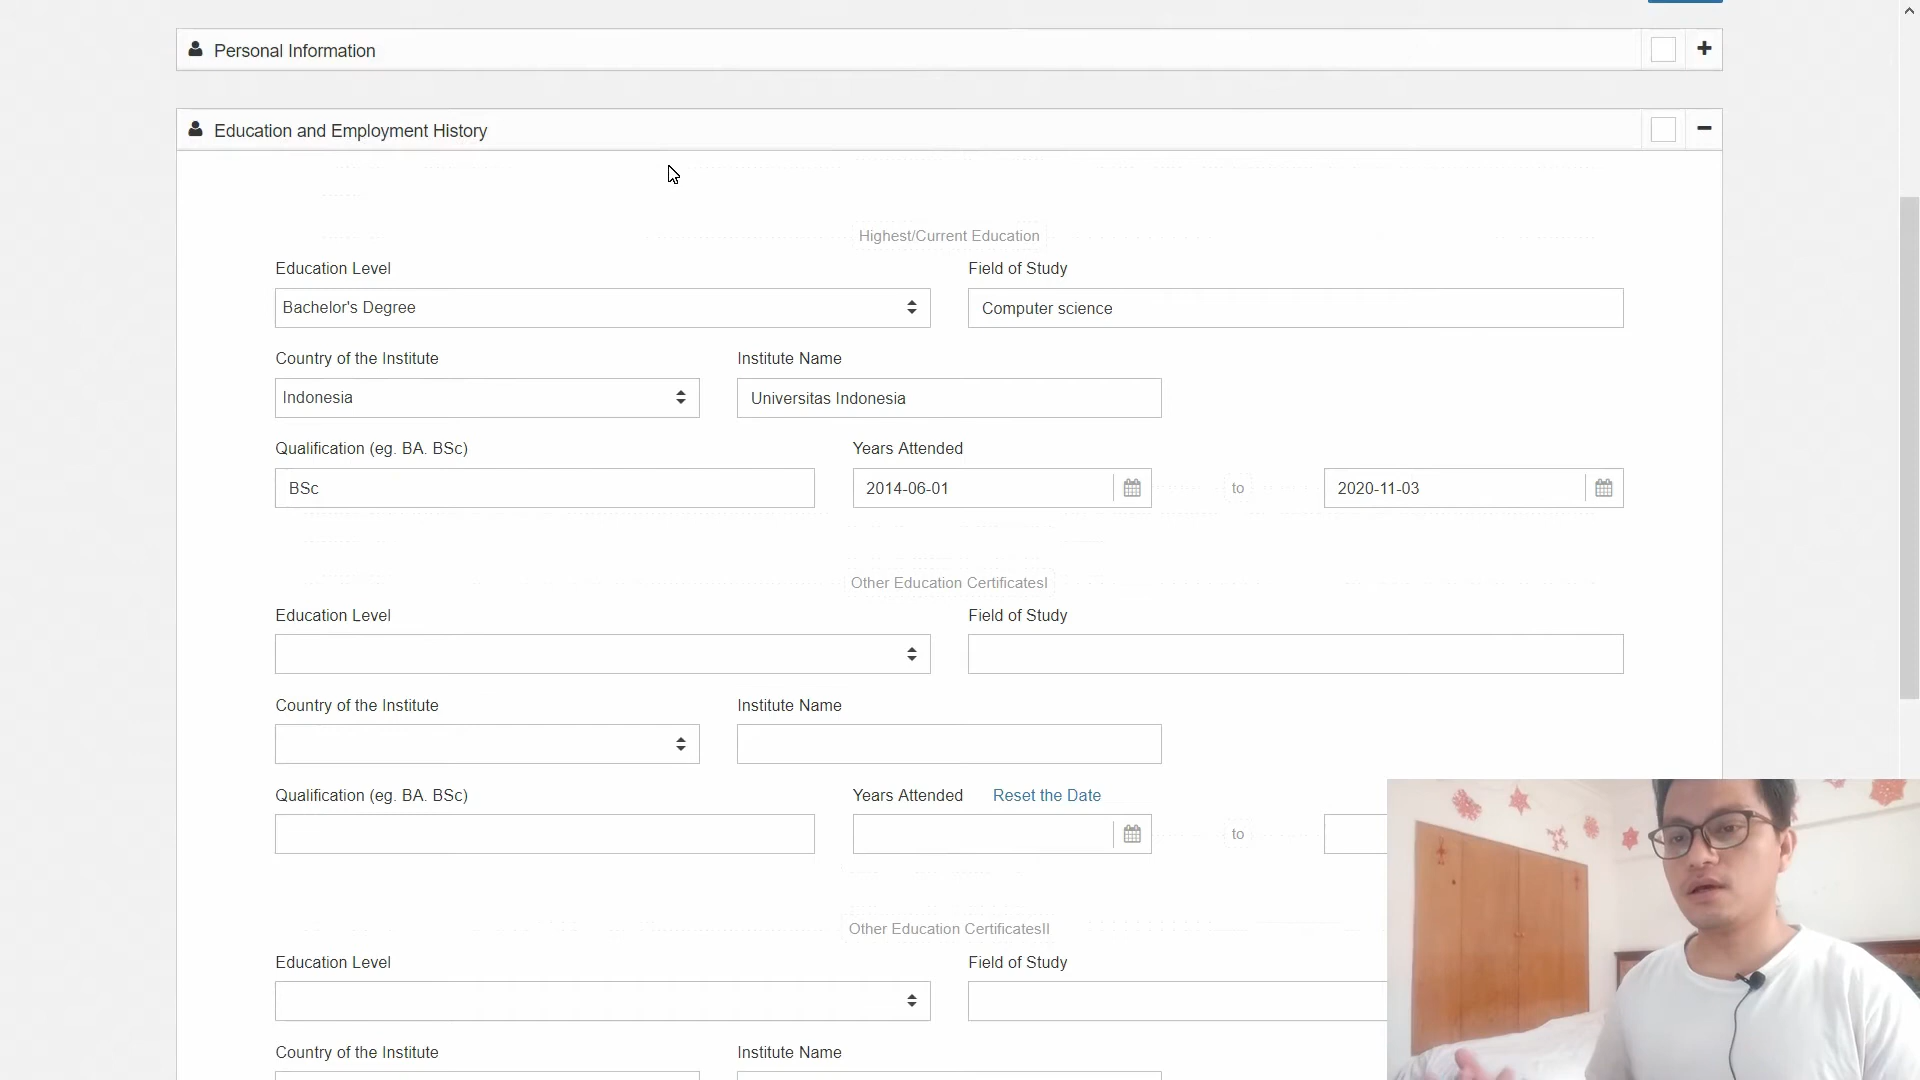 Personal Information
Education and Employment History
Highest/Current Education
Education Level Field of Study
Bachelor's Degree Computer science
Country of the Institute Institute Name
Indonesia Universitas Indonesia
Qualification (eg. BA. BSc) Years Attended
BSc 2014-06-01 to 2020-11-03
Other Education CertificatesI
Education Level Field of Study
Country of the Institute Institute Name
Qualification (eg. BA. BSc) Years Attended Reset the Date
to
Other Education CertificatesII
Education Level Field of Study
Country of the Institute Institute Name